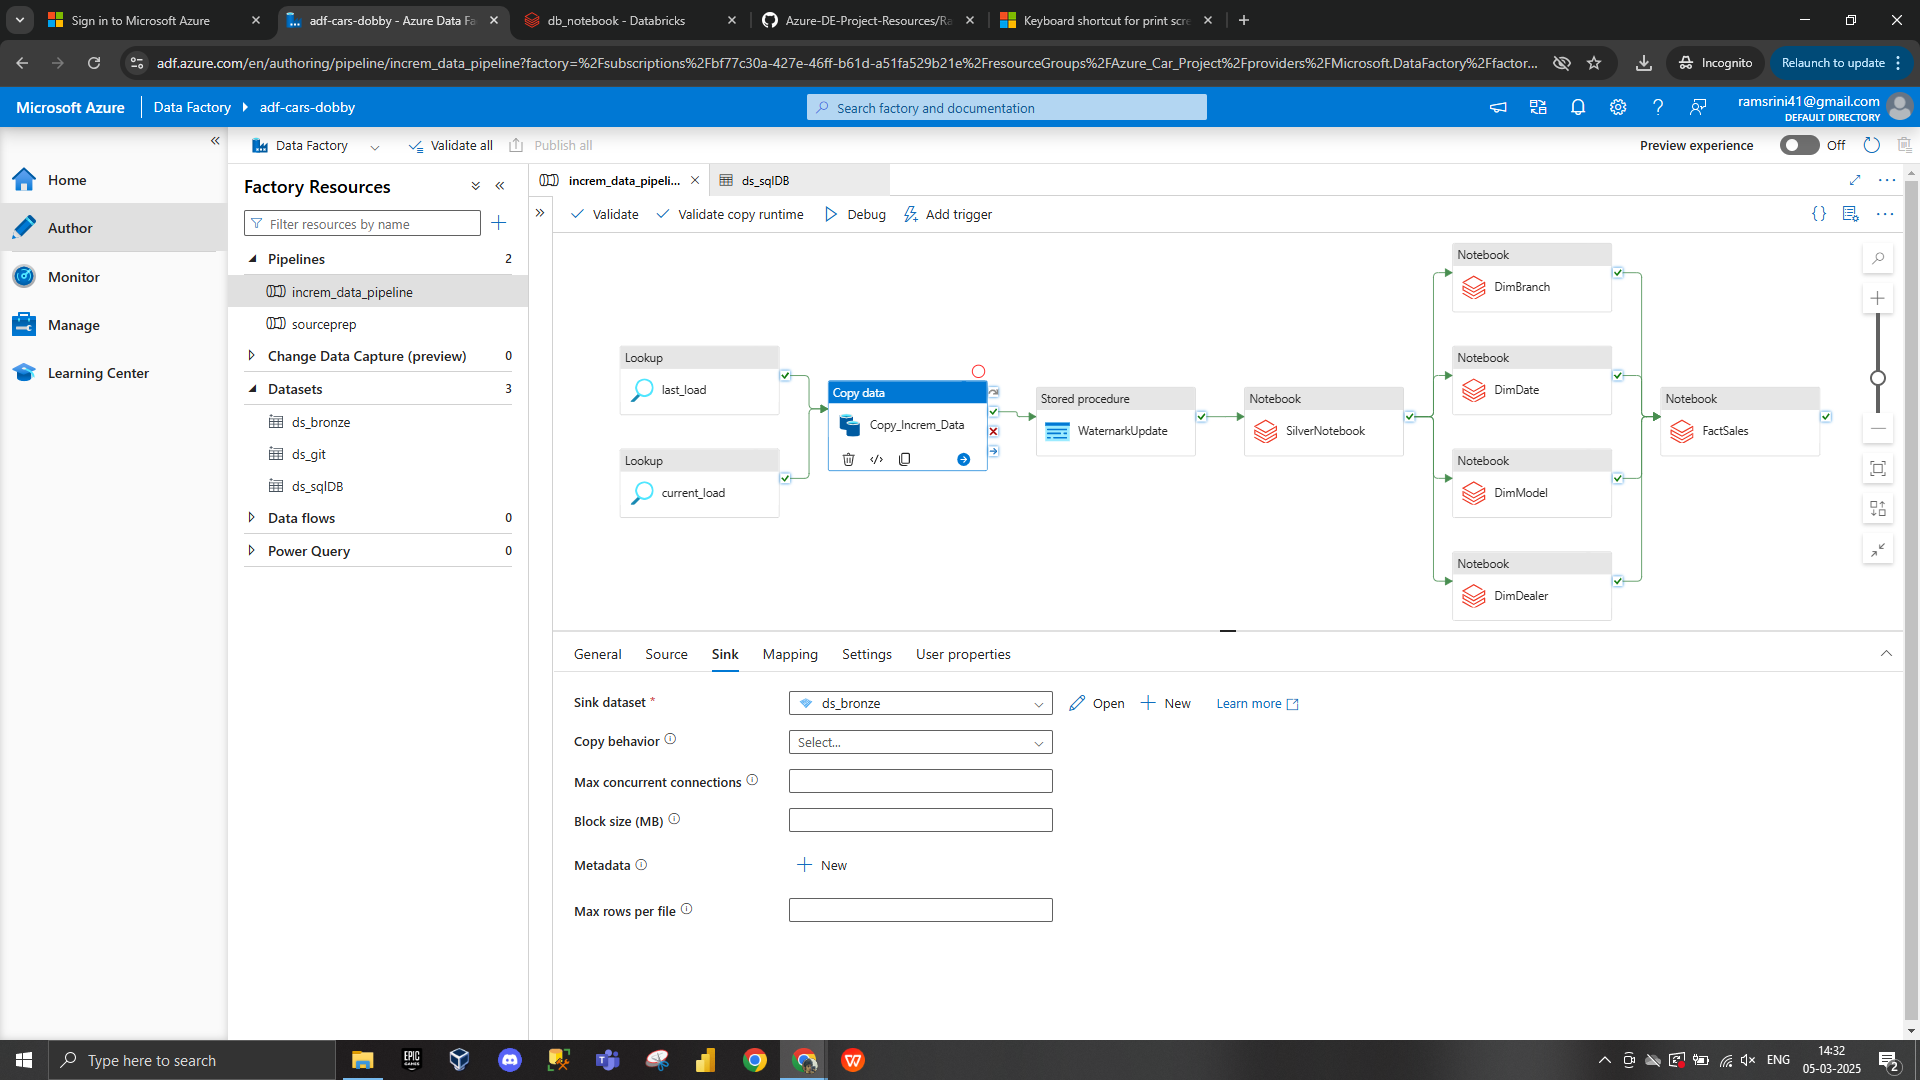 Sign in to Microsoft Azure
adf-cars-dobby - Azure Data Fa
db_notebook - Databricks
Azure-DE-Project-Resources/Ra
Keyboard shortcut for print scre
adf.azure.com/en/authoring/pipeline/increm_data_pipeline?factory=%2Fsubscriptions%2Fbf77c30a-427e-46ff-b61d-a51fa529b21e%2FresourceGroups%2FAzure_Car_Project%2Fproviders%2FMicrosoft.DataFactory%2Ffactor...
Incognito
Relaunch to update
Microsoft Azure
Data Factory
adf-cars-dobby
Search factory and documentation
ramsrini41@gmail.com
DEFAULT DIRECTORY
Home
Author
Monitor
Manage
Learning Center
Data Factory
Validate all
Publish all
Preview experience
Off
Factory Resources
Filter resources by name
Pipelines 2
increm_data_pipeline
sourceprep
Change Data Capture (preview) 0
Datasets 3
ds_bronze
ds_git
ds_sqlDB
Data flows 0
Power Query 0
increm_data_pipeli...
ds_sqlDB
Validate
Validate copy runtime
Debug
Add trigger
Lookup
last_load
Lookup
current_load
Copy data
Copy_Increm_Data
Stored procedure
WaternarkUpdate
Notebook
SilverNotebook
Notebook
DimBranch
Notebook
DimDate
Notebook
DimModel
Notebook
DimDealer
Notebook
FactSales
General
Source
Sink
Mapping
Settings
User properties
Sink dataset *
ds_bronze
Open
New
Learn more
Copy behavior
Select...
Max concurrent connections
Block size (MB)
Metadata
New
Max rows per file
Type here to search
EPIC GAMES
ENG
14:32
05-03-2025
2